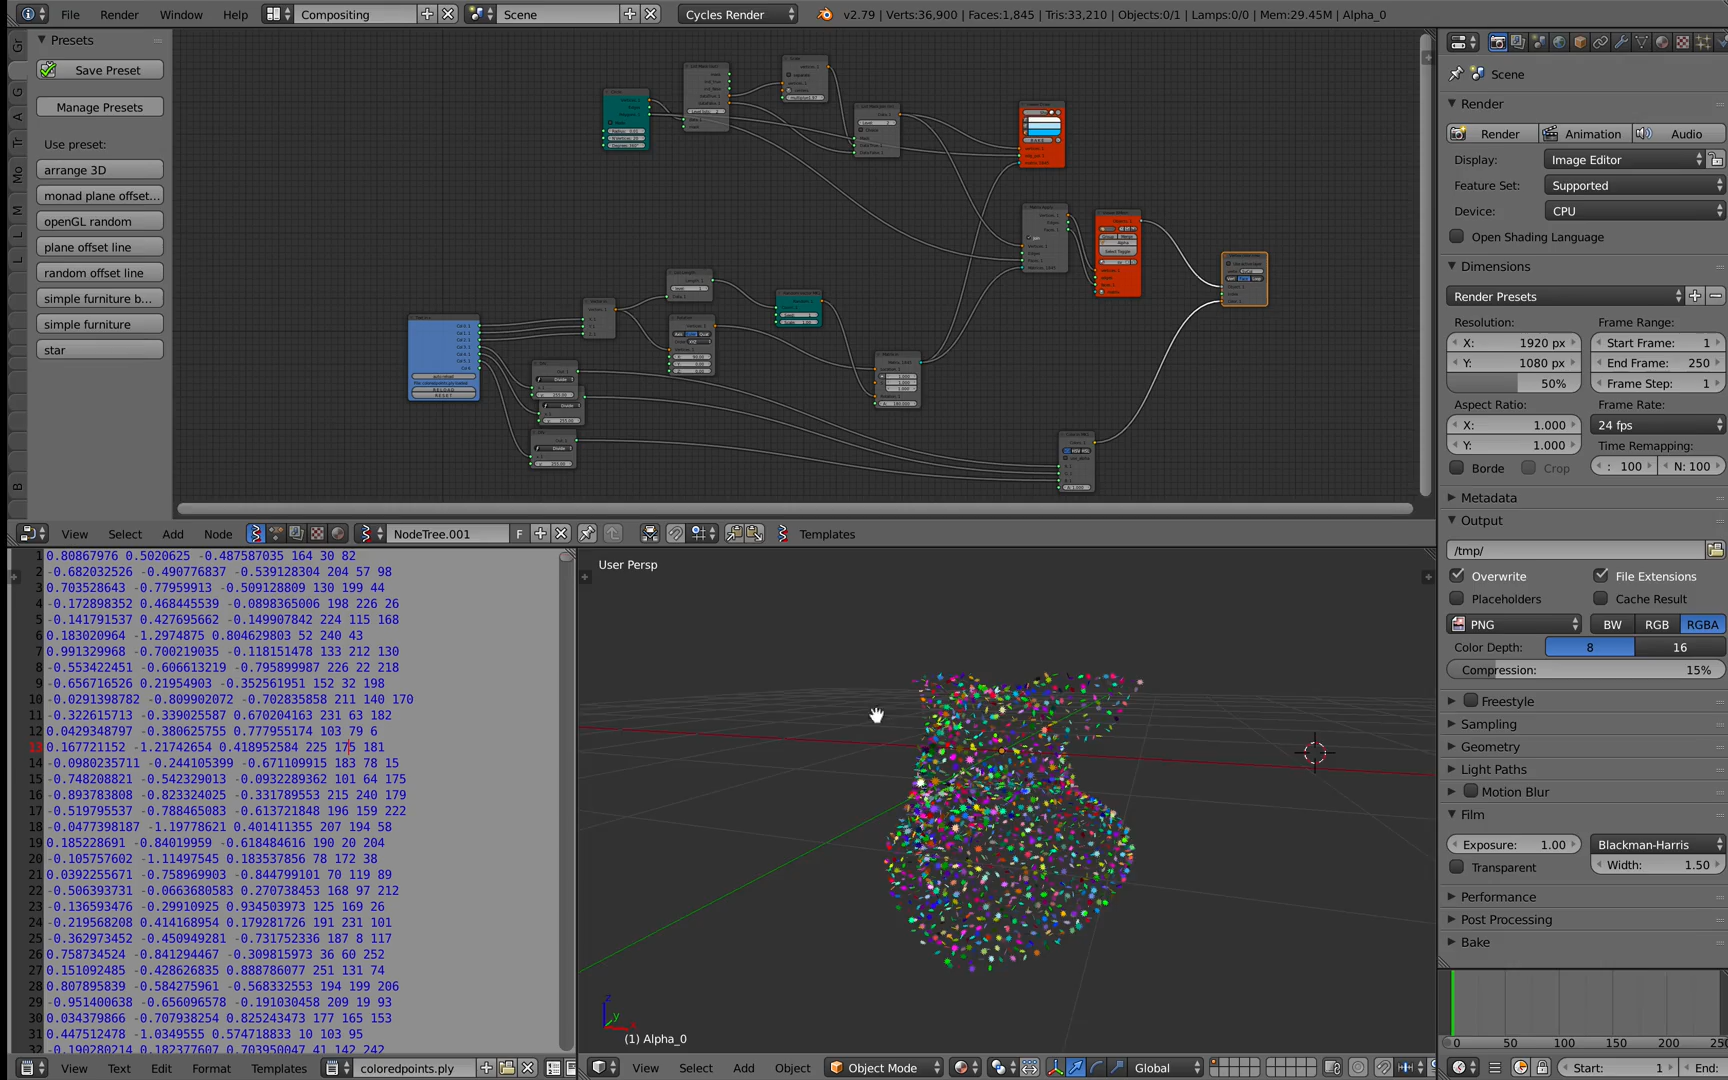 File Render Window Help Compositing Scene Cycles Render v2.79 | Verts:36,900 | Faces:1,845 | Tris:33,210 | Objects:0/1 | Lamps:0/0 | Mem:29.45M | Alpha_0
Presets
Save Preset
Manage Presets
Use preset:
arrange 3D
monad plane offset...
openGL random
plane offset line
random offset line
simple furniture b...
simple furniture
star
View Select Add Node NodeTree.001 F Templates
1 0.80867976 0.5020625 -0.487587035 164 30 82
2 -0.682032526 -0.490776837 -0.539128304 204 57 98
3 0.703528643 -0.77959913 -0.509128809 130 199 44
4 -0.172898352 0.468445539 -0.0898365006 198 226 26
5 -0.141791537 0.427695662 -0.149907842 224 115 168
6 0.183020964 -1.2974875 0.804629803 52 240 43
7 0.991329968 -0.700219035 -0.118151478 133 212 130
8 -0.553422451 -0.606613219 -0.795899987 226 22 218
9 -0.656716526 0.21954903 -0.352561951 152 32 198
10 -0.0291398782 -0.809902072 -0.702835858 211 140 170
11 -0.322615713 -0.339025587 0.670204163 231 63 182
12 0.0429348797 -0.380625755 0.777955174 103 79 6
13 0.167721152 -1.21742654 0.418952584 225 175 181
14 -0.0980235711 -0.244105399 -0.671109915 183 78 15
15 -0.748208821 -0.542329013 -0.0932289362 101 64 175
16 -0.893783808 -0.823324025 -0.331789553 215 240 179
17 -0.519795537 -0.788465083 -0.613721848 196 159 222
18 -0.0477398187 -1.19778621 0.401411355 207 194 58
19 0.185228691 -0.84019959 -0.618484616 190 20 204
20 -0.105757602 -1.11497545 0.183537856 78 172 38
21 0.0392255671 -0.758969903 -0.844799101 70 119 89
22 -0.506393731 -0.0663680583 0.270738453 168 97 212
23 -0.136593476 -0.29910925 0.934504973 125 169 26
24 -0.219568208 0.414168954 0.179281726 191 231 101
25 -0.362973452 -0.450949281 -0.731752336 187 8 117
26 0.758734524 -0.841294467 -0.309815973 36 60 252
27 0.151092485 -0.428626835 0.888786077 251 131 74
28 0.807895839 -0.584275961 -0.568332553 194 199 206
29 -0.951400638 -0.656096578 -0.191030458 209 19 93
30 0.034379866 -0.707938254 0.825243473 177 165 153
31 0.447512478 -1.0349555 0.574718833 10 103 95
32 -0.190280214 0.182377607 0.703950047 41 142 242
View Text Edit Format Templates coloredpoints.ply
User Persp
(1) Alpha_0
View Select Add Object Object Mode Global
Scene
Render
Render Animation Audio
Display: Image Editor
Feature Set: Supported
Device: CPU
Open Shading Language
Dimensions
Render Presets
Resolution: Frame Range:
X: 1920 px Start Frame: 1
Y: 1080 px End Frame: 250
50% Frame Step: 1
Aspect Ratio: Frame Rate:
X: 1.000 24 fps
Y: 1.000 Time Remapping:
Borde Crop : 100 N: 100
Metadata
Output
/tmp/
Overwrite File Extensions
Placeholders Cache Result
PNG BW RGB RGBA
Color Depth: 8 16
Compression: 15%
Freestyle
Sampling
Geometry
Light Paths
Motion Blur
Film
Exposure: 1.00 Blackman-Harris
Transparent Width: 1.50
Performance
Post Processing
Bake
0 50 100 150 200 250
Start: 1 End: